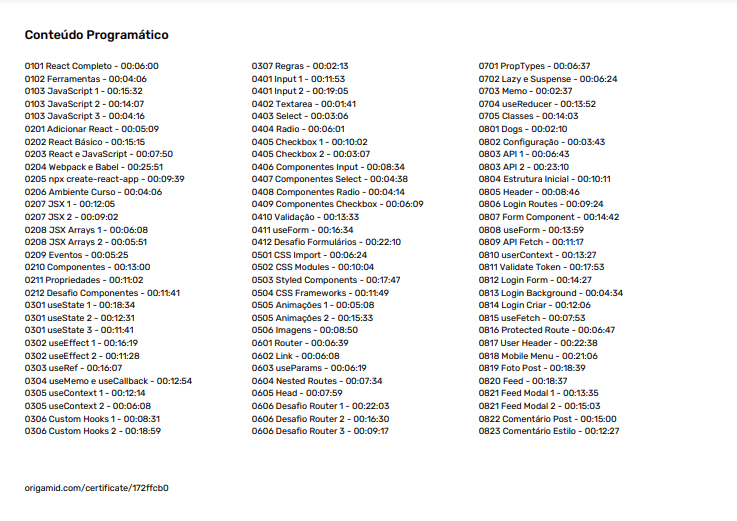 Conteúdo Programático
0101 React Completo - 00:06:00
0102 Ferramentas - 00:04:06
0103 JavaScript 1 - 00:15:32
0103 JavaScript 2 - 00:14:07
0103 JavaScript 3 - 00:04:16
0201 Adicionar React - 00:05:09
0202 React Básico - 00:15:15
0203 React e JavaScript - 00:07:50
0204 Webpack e Babel - 00:25:51
0205 npx create-react-app - 00:09:39
0206 Ambiente Curso - 00:04:06
0207 JSX 1 - 00:12:05
0207 JSX 2 - 00:09:02
0208 JSX Arrays 1 - 00:06:08
0208 JSX Arrays 2 - 00:05:51
0209 Eventos - 00:05:25
0210 Componentes - 00:13:00
0211 Propriedades - 00:11:02
0212 Desafio Componentes - 00:11:41
0301 useState 1 - 00:18:34
0301 useState 2 - 00:12:31
0301 useState 3 - 00:11:41
0302 useEffect 1 - 00:16:19
0302 useEffect 2 - 00:11:28
0303 useRef - 00:16:07
0304 useMemo e useCallback - 00:12:54
0305 useContext 1 - 00:12:14
0305 useContext 2 - 00:06:08
0306 Custom Hooks 1 - 00:08:31
0306 Custom Hooks 2 - 00:18:59
0307 Regras - 00:02:13
0401 Input 1 - 00:11:53
0401 Input 2 - 00:19:05
0402 Textarea - 00:01:41
0403 Select - 00:03:06
0404 Radio - 00:06:01
0405 Checkbox 1 - 00:10:02
0405 Checkbox 2 - 00:03:07
0406 Componentes Input - 00:08:34
0407 Componentes Select - 00:04:38
0408 Componentes Radio - 00:04:14
0409 Componentes Checkbox - 00:06:09
0410 Validação - 00:13:33
0411 useForm - 00:16:34
0412 Desafio Formulários - 00:22:10
0501 CSS Import - 00:06:24
0502 CSS Modules - 00:10:04
0503 Styled Components - 00:17:47
0504 CSS Frameworks - 00:11:49
0505 Animações 1 - 00:05:08
0505 Animações 2 - 00:15:33
0506 Imagens - 00:08:50
0601 Router - 00:06:39
0602 Link - 00:06:08
0603 useParams - 00:06:19
0604 Nested Routes - 00:07:34
0605 Head - 00:07:59
0606 Desafio Router 1 - 00:22:03
0606 Desafio Router 2 - 00:16:30
0606 Desafio Router 3 - 00:09:17
0701 PropTypes - 00:06:37
0702 Lazy e Suspense - 00:06:24
0703 Memo - 00:02:37
0704 useReducer - 00:13:52
0705 Classes - 00:14:03
0801 Dogs - 00:02:10
0802 Configuração - 00:03:43
0803 API 1 - 00:06:43
0803 API 2 - 00:23:10
0804 Estrutura Inicial - 00:10:11
0805 Header - 00:08:46
0806 Login Routes - 00:09:24
0807 Form Component - 00:14:42
0808 useForm - 00:13:59
0809 API Fetch - 00:11:17
0810 userContext - 00:13:27
0811 Validate Token - 00:17:53
0812 Login Form - 00:14:27
0813 Login Background - 00:04:34
0814 Login Criar - 00:12:06
0815 useFetch - 00:07:53
0816 Protected Route - 00:06:47
0817 User Header - 00:22:38
0818 Mobile Menu - 00:21:06
0819 Foto Post - 00:18:39
0820 Feed - 00:18:37
0821 Feed Modal 1 - 00:13:35
0821 Feed Modal 2 - 00:15:03
0822 Comentário Post - 00:15:00
0823 Comentário Estilo - 00:12:27
origamid.com/certificate/172ffcb0